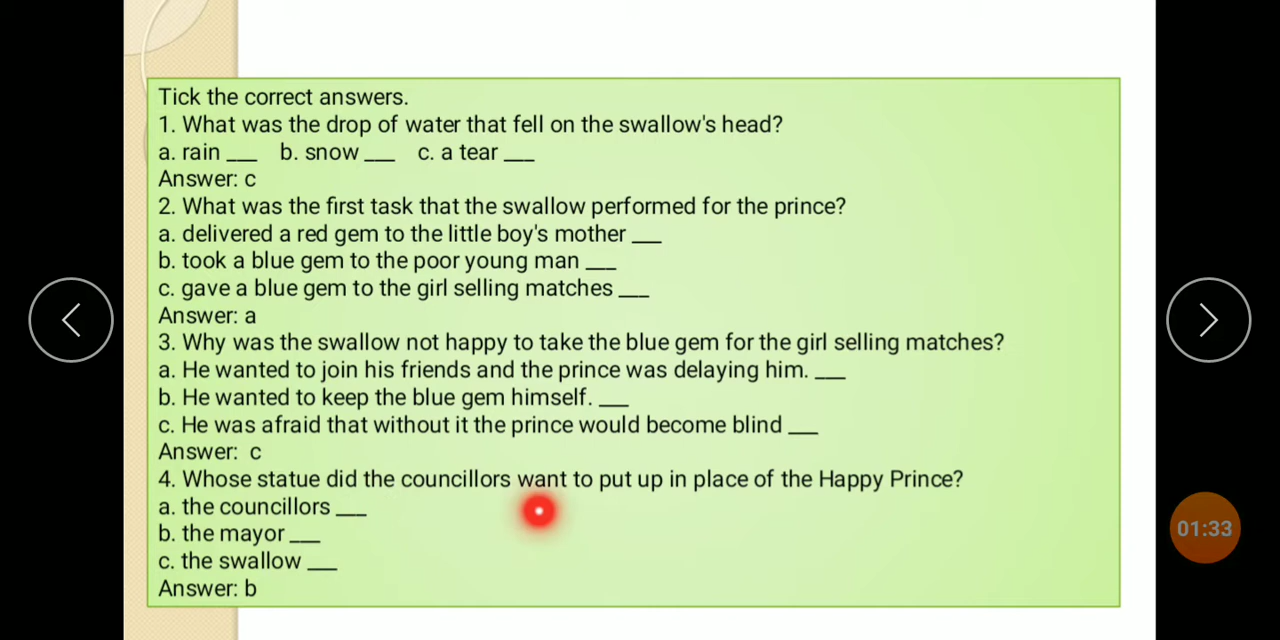 Tick the correct answers.
1. What was the drop of water that fell on the swallow's head?
a. rain ___ b. snow ___ c. a tear ___
Answer: c
2. What was the first task that the swallow performed for the prince?
a. delivered a red gem to the little boy's mother ___
b. took a blue gem to the poor young man ___
c. gave a blue gem to the girl selling matches ___
Answer: a
3. Why was the swallow not happy to take the blue gem for the girl selling matches?
a. He wanted to join his friends and the prince was delaying him. ___
b. He wanted to keep the blue gem himself. ___
c. He was afraid that without it the prince would become blind ___
Answer: c
4. Whose statue did the councillors want to put up in place of the Happy Prince?
a. the councillors ___
b. the mayor ___
c. the swallow ___
Answer: b
01:33